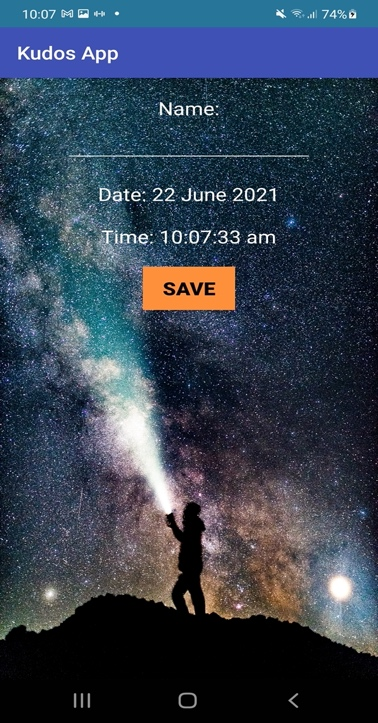 10:07 74%
Kudos App
Name:
Date: 22 June 2021
Time: 10:07:33 am
SAVE